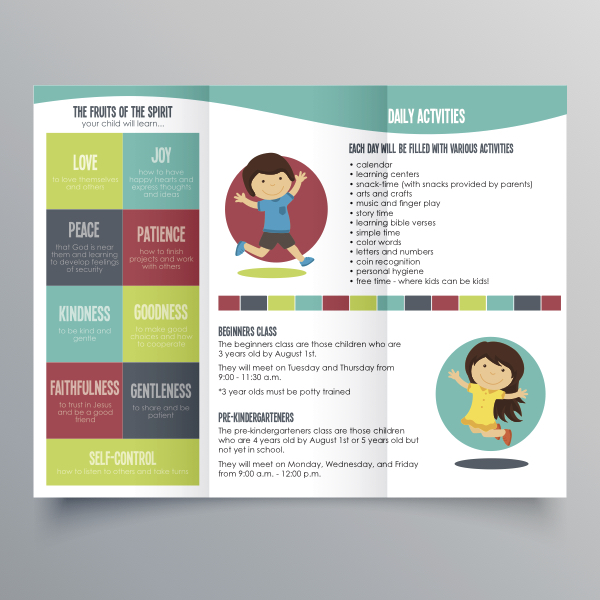 THE FRUITS OF THE SPIRIT
your child will learn...
LOVE
to love themselves
and others
JOY
how to have
happy hearts and
express thoughts
and ideas
PEACE
that God is near
them and learning
to develop feelings
of security
PATIENCE
how to finish
projects and work
with others
KINDNESS
to be kind and
gentle
GOODNESS
to make good
choices and how
to cooperate
FAITHFULNESS
to trust in Jesus
and be a good
friend
GENTLENESS
to share and be
patient
SELF-CONTROL
how to listen to others and take turns
DAILY ACTVITIES
EACH DAY WILL BE FILLED WITH VARIOUS ACTIVITIES
• calendar
• learning centers
• snack-time (with snacks provided by parents)
• arts and crafts
• music and finger play
• story time
• learning bible verses
• simple time
• color words
• letters and numbers
• coin recognition
• personal hygiene
• free time - where kids can be kids!
BEGINNERS CLASS
The beginners class are those children who are
3 years old by August 1st.
They will meet on Tuesday and Thursday from
9:00 - 11:30 a.m.
*3 year olds must be potty trained
PRE-KINDERGARTENERS
The pre-kindergarteners class are those children
who are 4 years old by August 1st or 5 years old but
not yet in school.
They will meet on Monday, Wednesday, and Friday
from 9:00 a.m. - 12:00 p.m.